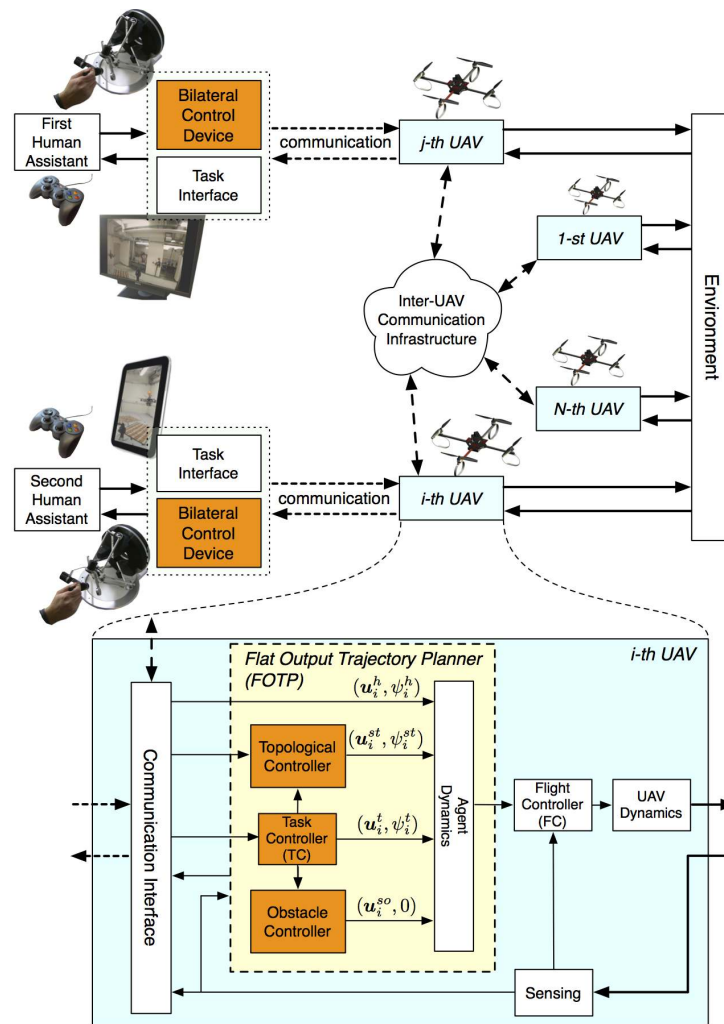 First
Human
Assistant
Bilateral
Control
Device
Task
Interface
communication
j-th UAV
1-st UAV
Inter-UAV
Communication
Infrastructure
N-th UAV
Environment
Second
Human
Assistant
Task
Interface
Bilateral
Control
Device
communication
i-th UAV
i-th UAV
Flat Output Trajectory Planner
(FOTP)
Communication Interface
(u_i^h, ψ_i^h)
Topological
Controller
(u_i^{st}, ψ_i^{st})
Task
Controller
(TC)
(u_i^t, ψ_i^t)
Obstacle
Controller
(u_i^{so}, 0)
Agent
Dynamics
Flight
Controller
(FC)
UAV
Dynamics
Sensing